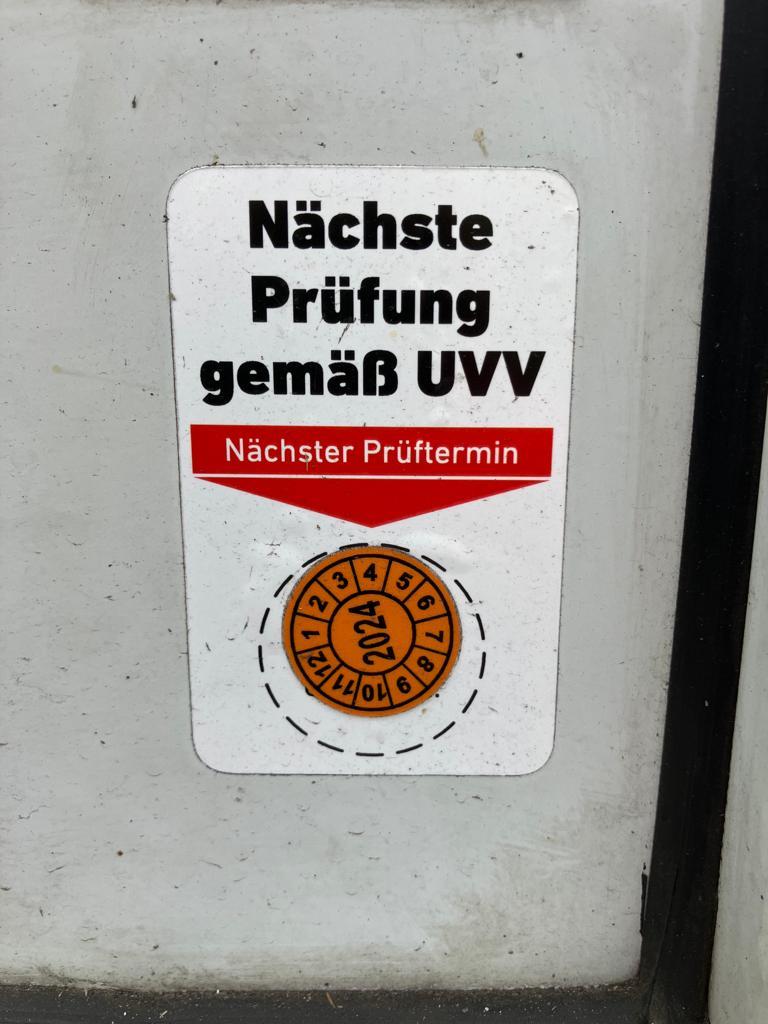 Nächste
Prüfung
gemäß UVV
Nächster Prüftermin
1 2 3 4 5 6 7 8 9 10 11 12
2024